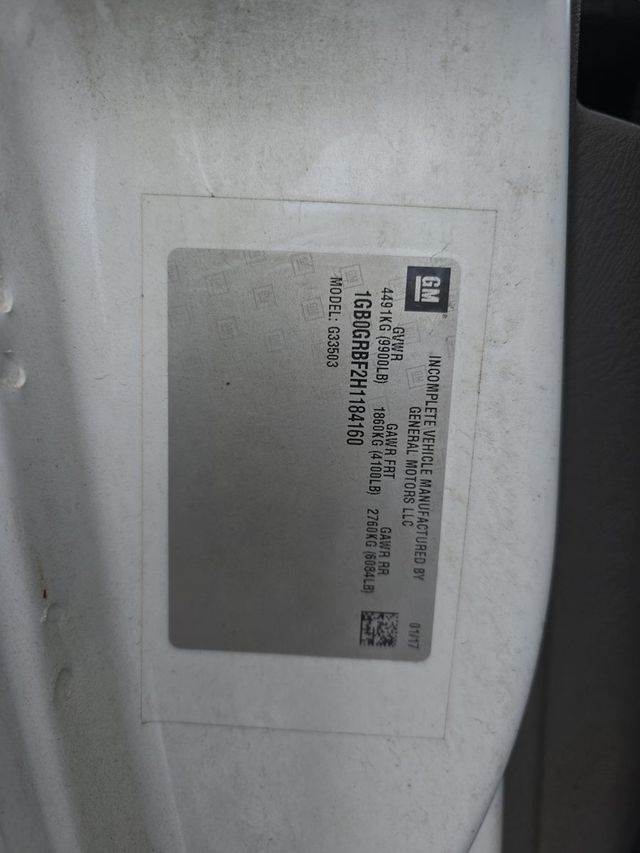 GM
INCOMPLETE VEHICLE MANUFACTURED BY
GENERAL MOTORS LLC
01/17
GVWR GAWR FRT GAWR RR
4491KG (9900LB) 1860KG (4100LB) 2760KG (6084LB)
1GB0GRBF2H1184160
MODEL: G33503